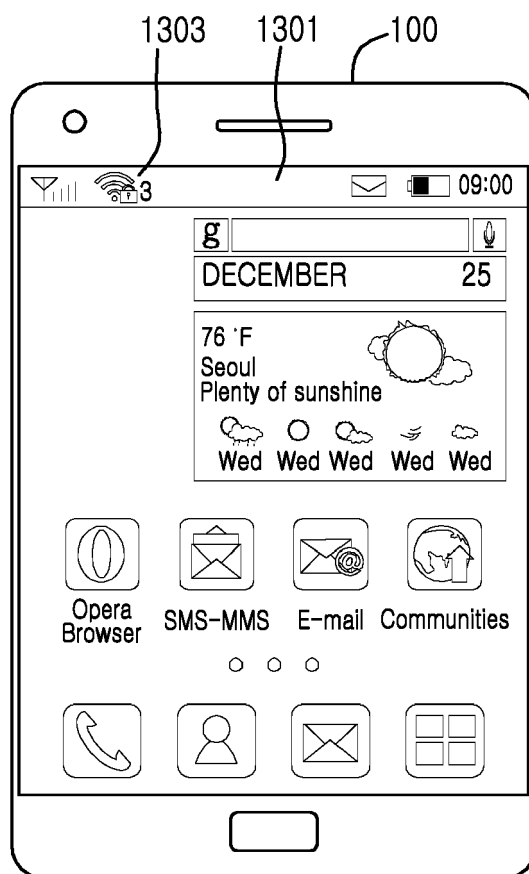 1303 1301 100
3 09:00
g
DECEMBER 25
76 °F
Seoul
Plenty of sunshine
Wed Wed Wed Wed Wed
Opera Browser SMS-MMS E-mail Communities
@